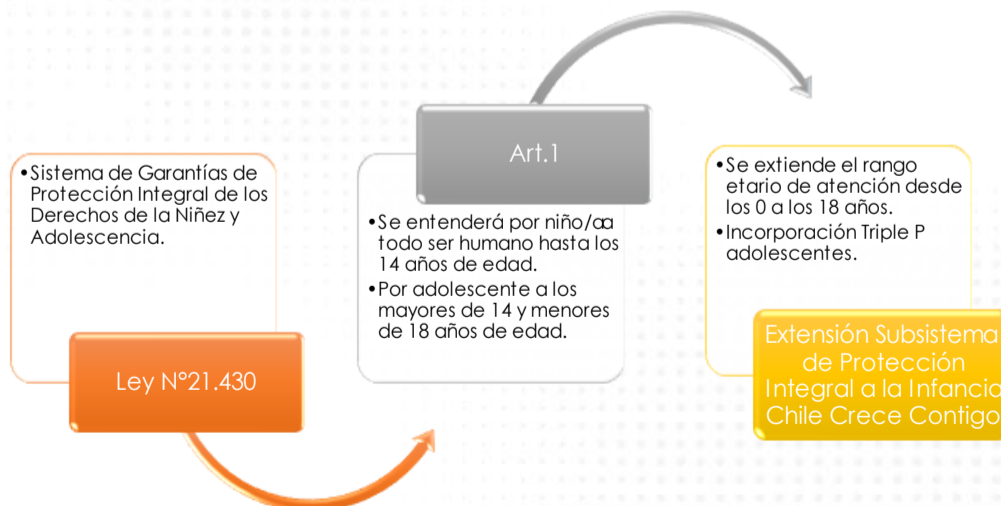 •Sistema de Garantías de
Protección Integral de los
Derechos de la Niñez y
Adolescencia.
Ley N°21.430
Art.1
•Se entenderá por niño/aa
todo ser humano hasta los
14 años de edad.
•Por adolescente a los
mayores de 14 y menores
de 18 años de edad.
•Se extiende el rango
etario de atención desde
los 0 a los 18 años.
•Incorporación Triple P
adolescentes.
Extensión Subsistema
de Protección
Integral a la Infancia
Chile Crece Contigo